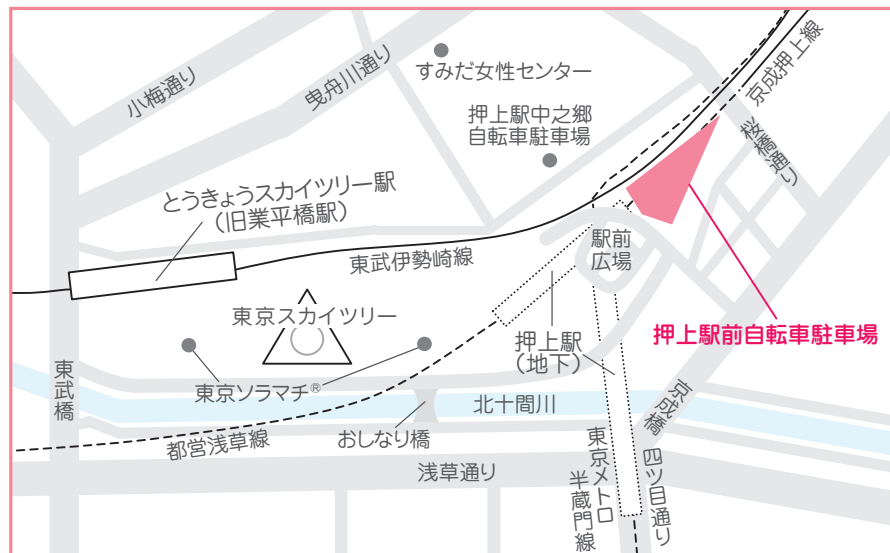 小梅通り
曳舟川通り
すみだ女性センター
押上駅中之郷
自転車駐車場
京成押上線
桜橋通り
とうきょうスカイツリー駅
(旧業平橋駅)
東武伊勢崎線
駅前
広場
東京スカイツリー
押上駅前自転車駐車場
押上駅
(地下)
東武橋
東京ソラマチ®
北十間川
京成橋
おしなり橋
都営浅草線
浅草通り
東京メトロ
半蔵門線
四ツ目通り